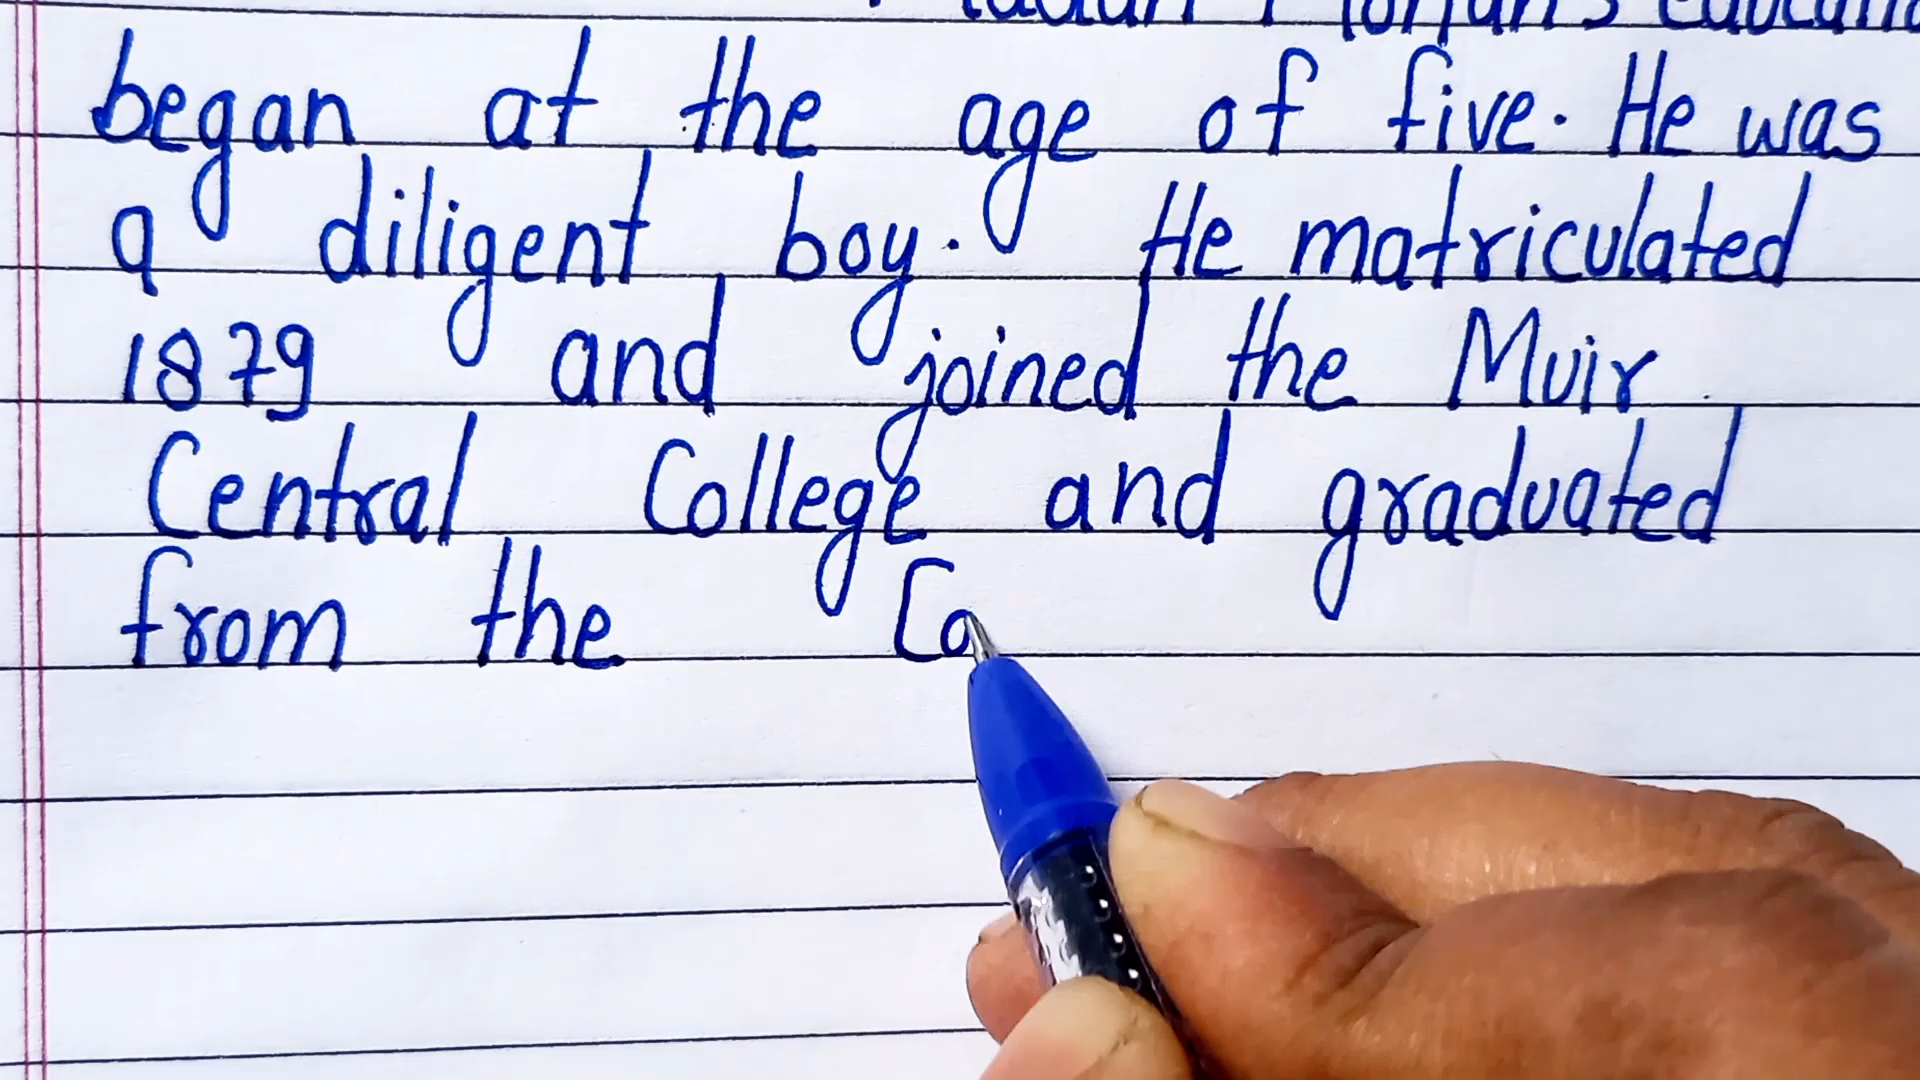 began at the age of five. He was
a diligent boy. He matriculated
1879 and joined the Muir
Central College and graduated
from the Co